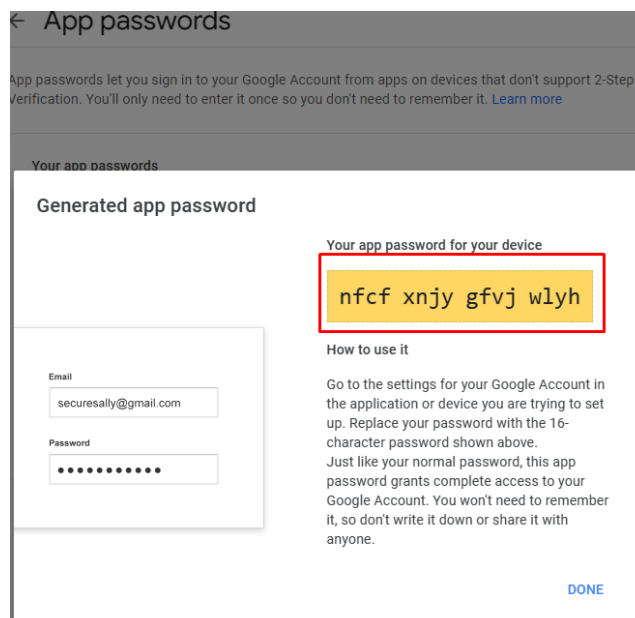 ← App passwords
App passwords let you sign in to your Google Account from apps on devices that don't support 2-Step
Verification. You'll only need to enter it once so you don't need to remember it. Learn more
Your app passwords
Generated app password
Your app password for your device
nfcf xnjy gfvj wlyh
How to use it
Email
securesally@gmail.com
Password
●●●●●●●●●●●
Go to the settings for your Google Account in
the application or device you are trying to set
up. Replace your password with the 16-
character password shown above.
Just like your normal password, this app
password grants complete access to your
Google Account. You won't need to remember
it, so don't write it down or share it with
anyone.
DONE